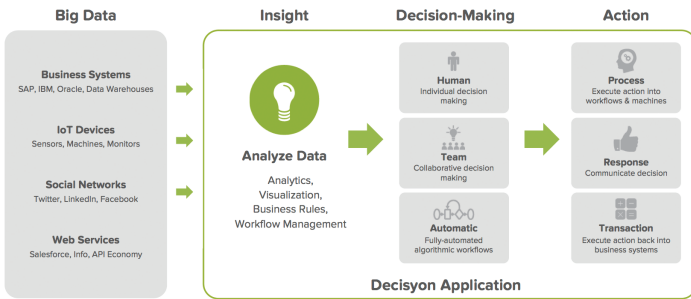 Big Data
Insight
Decision-Making
Action
Business Systems
SAP, IBM, Oracle, Data Warehouses
IoT Devices
Sensors, Machines, Monitors
Social Networks
Twitter, LinkedIn, Facebook
Web Services
Salesforce, Info, API Economy
Analyze Data
Analytics,
Visualization,
Business Rules,
Workflow Management
Human
Individual decision
making
Team
Collaborative decision
making
Automatic
Fully-automated
algorithmic workflows
Process
Execute action into
workflows & machines
Response
Communicate decision
Transaction
Execute action back into
business systems
Decisyon Application